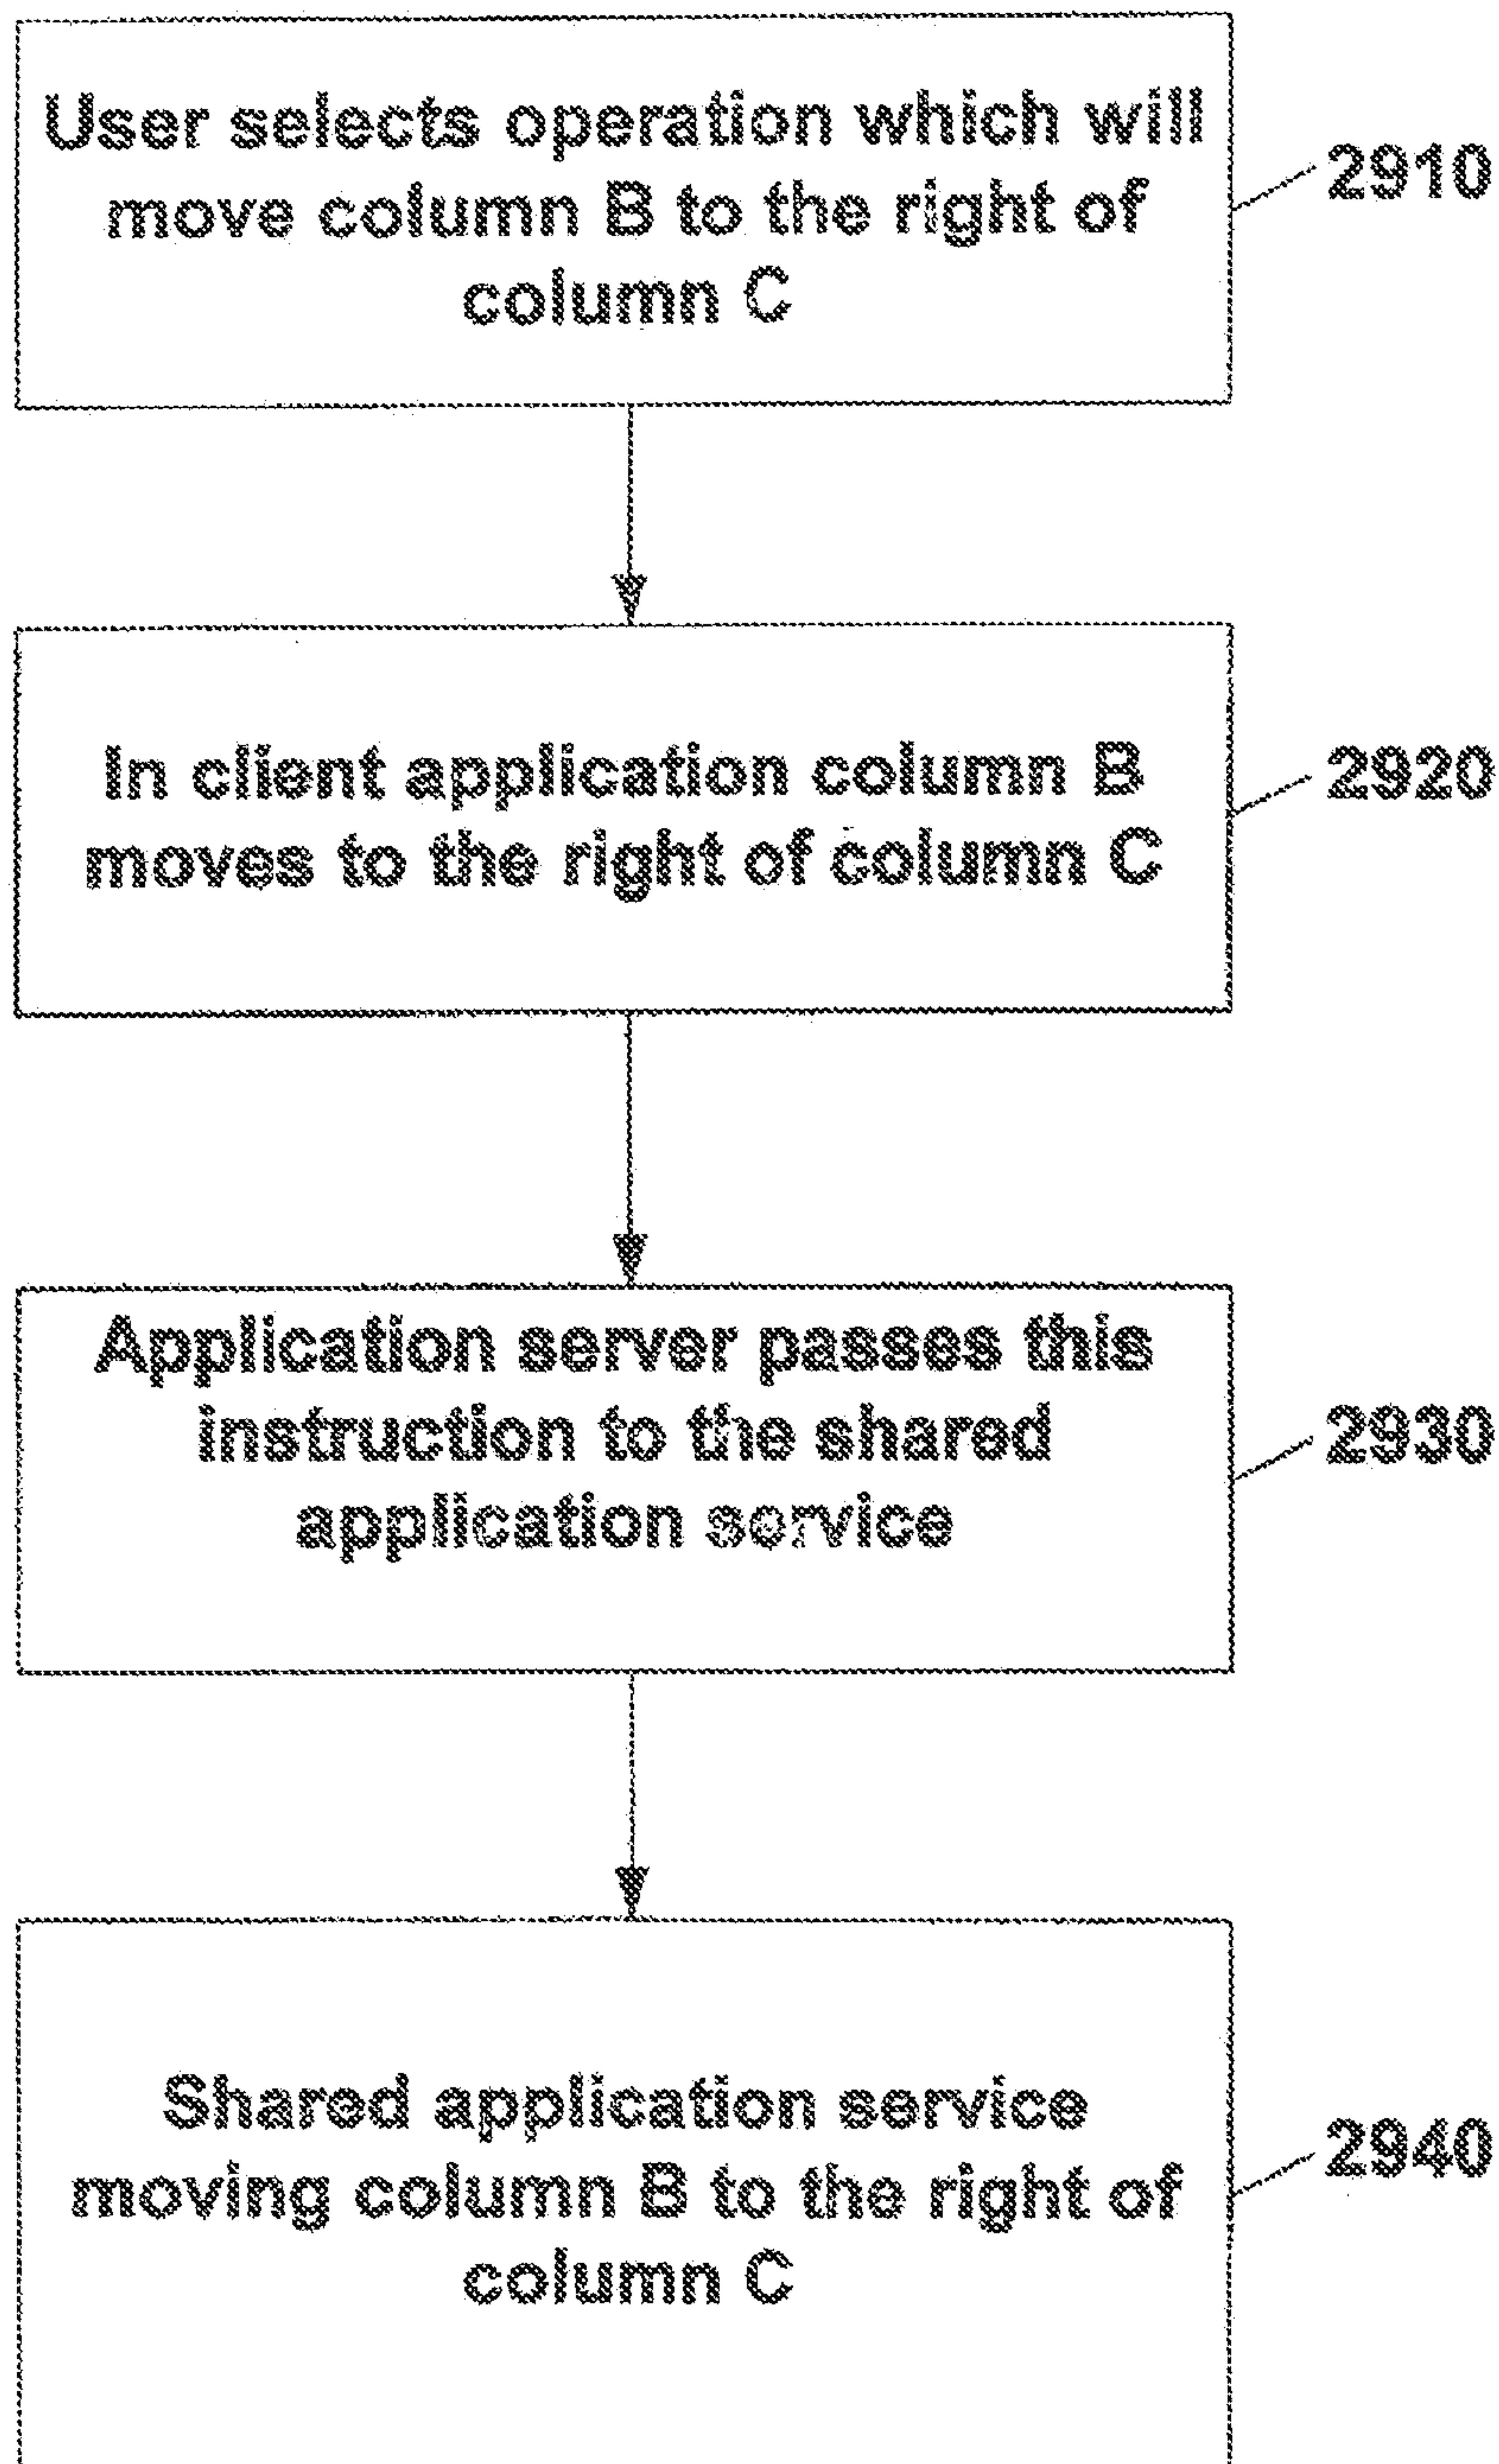 User selects operation which will
move column B to the right of
column C
2910
In client application column B
moves to the right of column C
2920
Application server passes this
instruction to the shared
application service
2930
Shared application service
moving column B to the right of
column C
2940